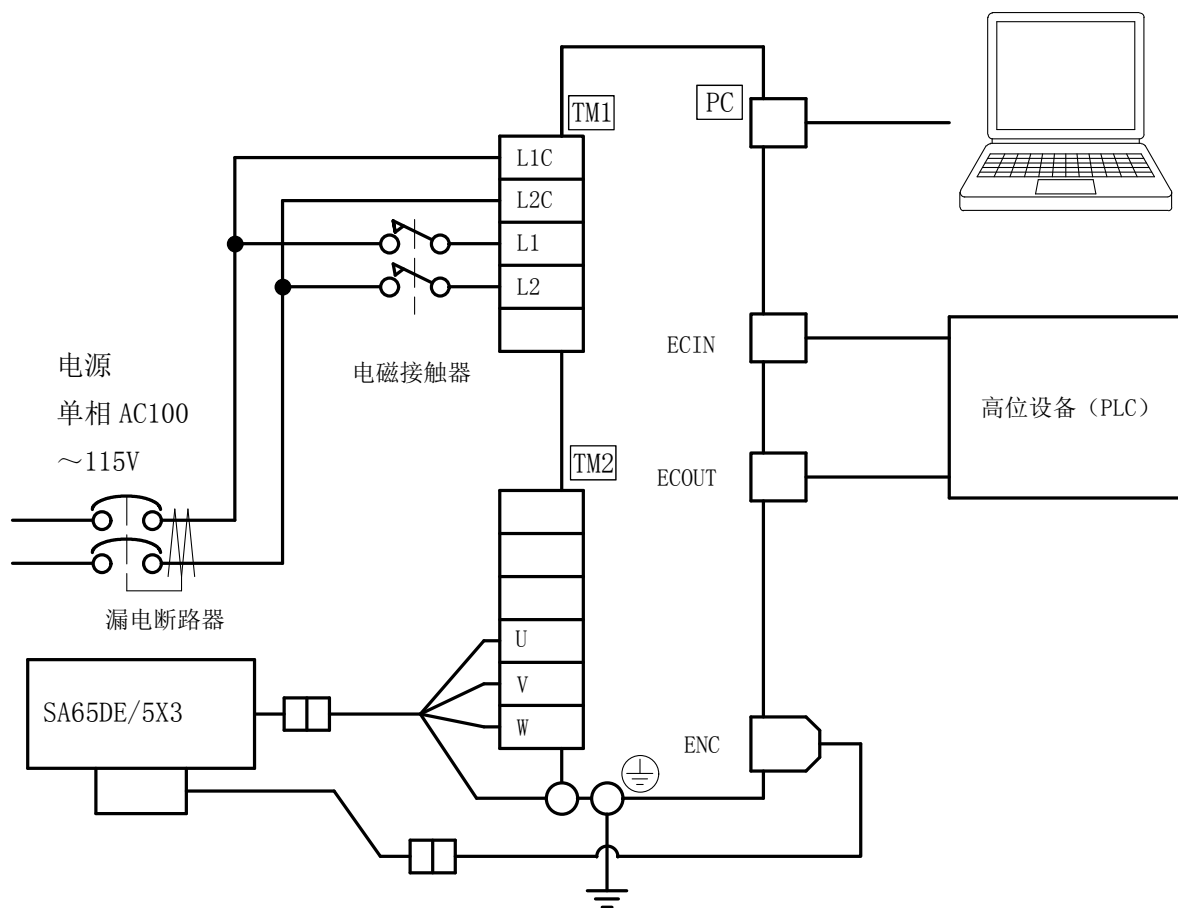 TM1
PC
L1C
L2C
L1
L2
电磁接触器
ECIN
电源
单相 AC100
～115V
高位设备（PLC）
TM2
ECOUT
漏电断路器
U
V
W
SA65DE/5X3
ENC